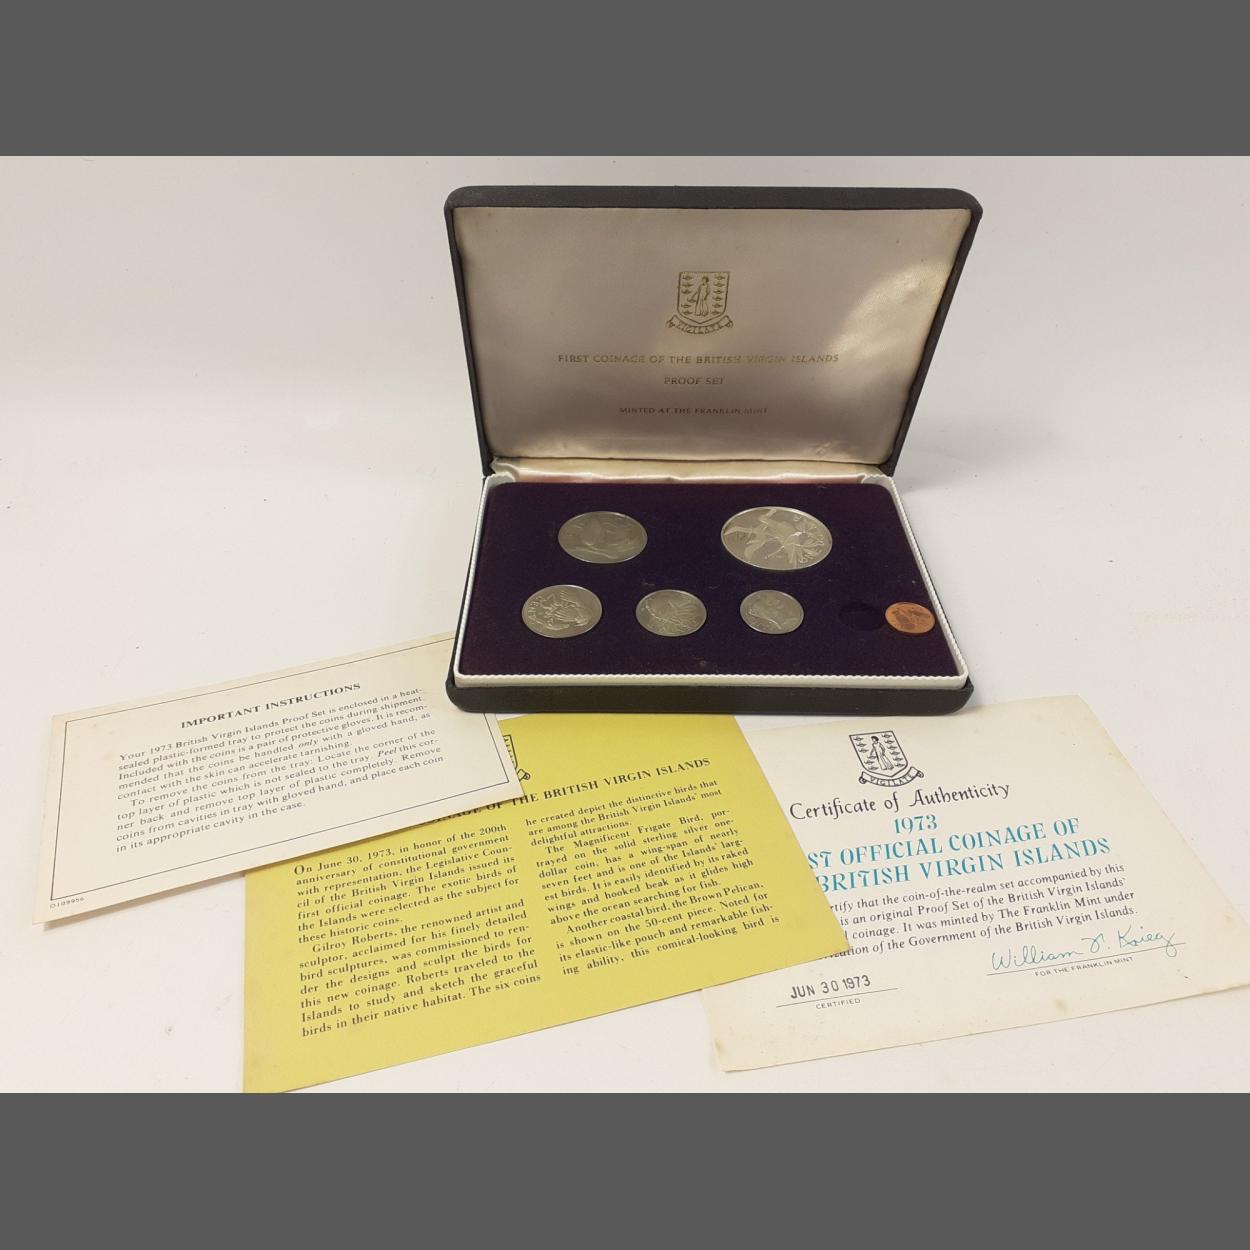 VIGILATE
FIRST COINAGE OF THE BRITISH VIRGIN ISLANDS
PROOF SET
MINTED AT THE FRANKLIN MINT
IMPORTANT INSTRUCTIONS
Your 1973 British Virgin Islands Proof Set is enclosed in a heat-
sealed plastic-formed tray to protect the coins during shipment.
Included with the coins is a pair of protective gloves. It is recom-
mended that the coins be handled only with a gloved hand, as
contact with the skin can accelerate tarnishing.
To remove the coins from the tray: Locate the corner of the
top layer of plastic which is not sealed to the tray. Peel this cor-
ner back and remove top layer of plastic completely. Remove
coins from cavities in tray with gloved hand, and place each coin
in its appropriate cavity in the case.
0109956
COINAGE OF THE BRITISH VIRGIN ISLANDS
On June 30, 1973, in honor of the 200th
anniversary of constitutional government
with representation, the Legislative Coun-
cil of the British Virgin Islands issued its
first official coinage. The exotic birds of
the Islands were selected as the subject for
these historic coins.
Gilroy Roberts, the renowned artist and
sculptor, acclaimed for his finely detailed
bird sculptures, was commissioned to ren-
der the designs and sculpt the birds for
this new coinage. Roberts traveled to the
Islands to study and sketch the graceful
birds in their native habitat. The six coins
he created depict the distinctive birds that
are among the British Virgin Islands' most
delightful attractions.
The Magnificent Frigate Bird, por-
trayed on the solid sterling silver one-
dollar coin, has a wing-span of nearly
seven feet and is one of the Islands' larg-
est birds. It is easily identified by its raked
wings and hooked beak as it glides high
above the ocean searching for fish.
Another coastal bird, the Brown Pelican,
is shown on the 50-cent piece. Noted for
its elastic-like pouch and remarkable fish-
ing ability, this comical-looking bird is
VIGILATE
Certificate of Authenticity
1973
ST OFFICIAL COINAGE OF
BRITISH VIRGIN ISLANDS
rtify that the coin-of-the-realm set accompanied by this
is an original Proof Set of the British Virgin Islands'
l coinage. It was minted by The Franklin Mint under
ization of the Government of the British Virgin Islands.
William N. Krieg
FOR THE FRANKLIN MINT
JUN 30 1973
CERTIFIED